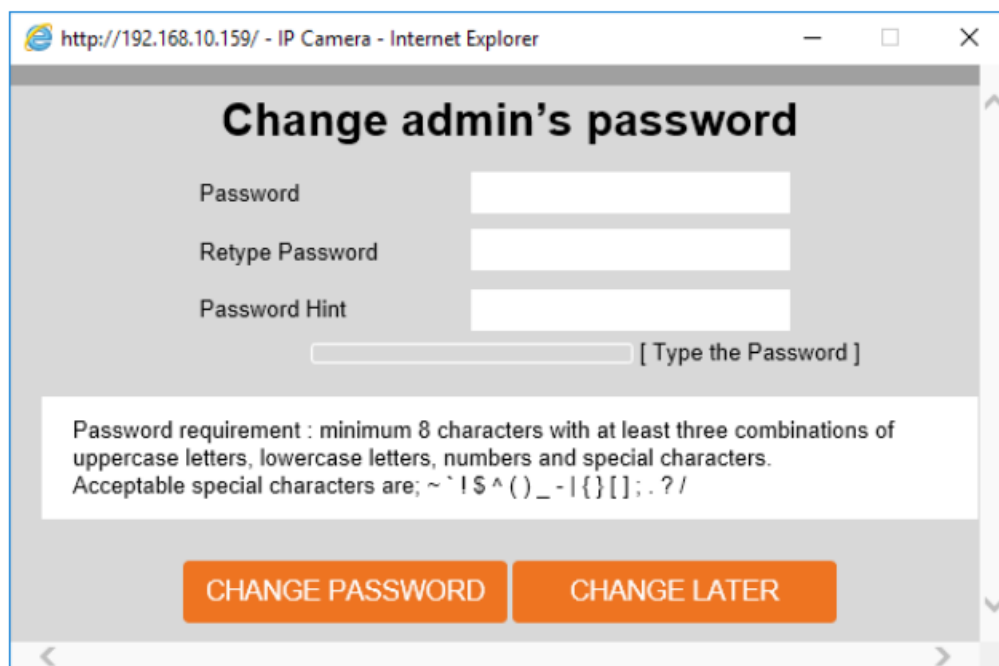 http://192.168.10.159/ - IP Camera - Internet Explorer
Change admin's password
Password
Retype Password
Password Hint
[ Type the Password ]
Password requirement : minimum 8 characters with at least three combinations of
uppercase letters, lowercase letters, numbers and special characters.
Acceptable special characters are; ~ ` ! $ ^ ( ) _ - | { } [ ] ; . ? /
CHANGE PASSWORD CHANGE LATER